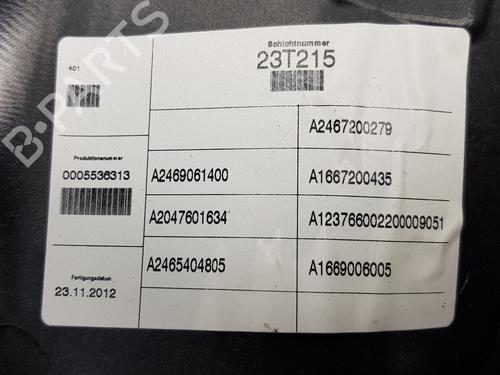 B-PARTS
401
Schichtnummer
23T215
Produktionsnummer
0005536313
Fertigungsdatum
23.11.2012
A2467200279
A2469061400 A1667200435
A2047601634 A123766002200009051
A2465404805 A1669006005